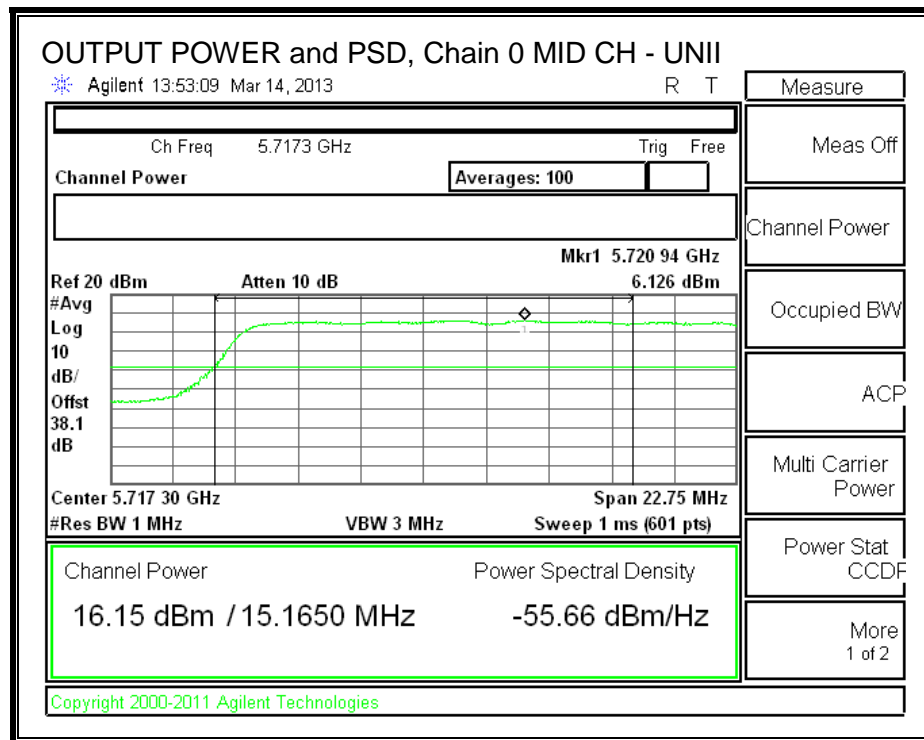 OUTPUT POWER and PSD, Chain 0 MID CH - UNII
Agilent 13:53:09 Mar 14, 2013 R T
Measure
Ch Freq 5.7173 GHz Trig Free
Channel Power Averages: 100
Mkr1 5.720 94 GHz
Ref 20 dBm Atten 10 dB 6.126 dBm
#Avg
Log
10
dB/
Offst
38.1
dB
1
Center 5.717 30 GHz Span 22.75 MHz
#Res BW 1 MHz VBW 3 MHz Sweep 1 ms (601 pts)
Channel Power Power Spectral Density
16.15 dBm / 15.1650 MHz -55.66 dBm/Hz
Copyright 2000-2011 Agilent Technologies
Meas Off
Channel Power
Occupied BW
ACP
Multi Carrier
Power
Power Stat
CCDF
More
1 of 2